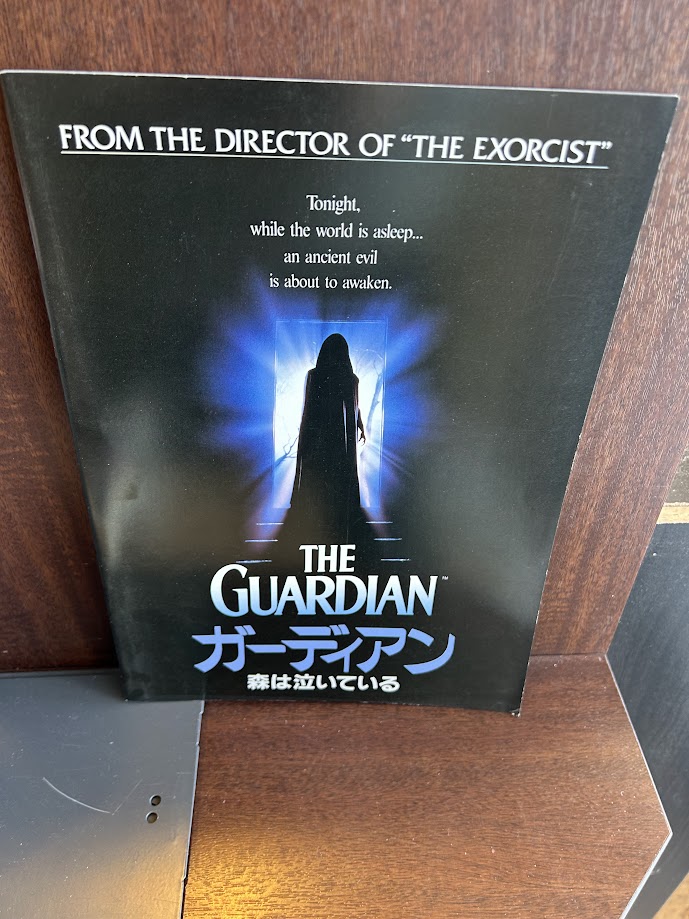 FROM THE DIRECTOR OF “THE EXORCIST”
Tonight,
while the world is asleep...
an ancient evil
is about to awaken.
THE
GUARDIAN™
ガーディアン
森は泣いている